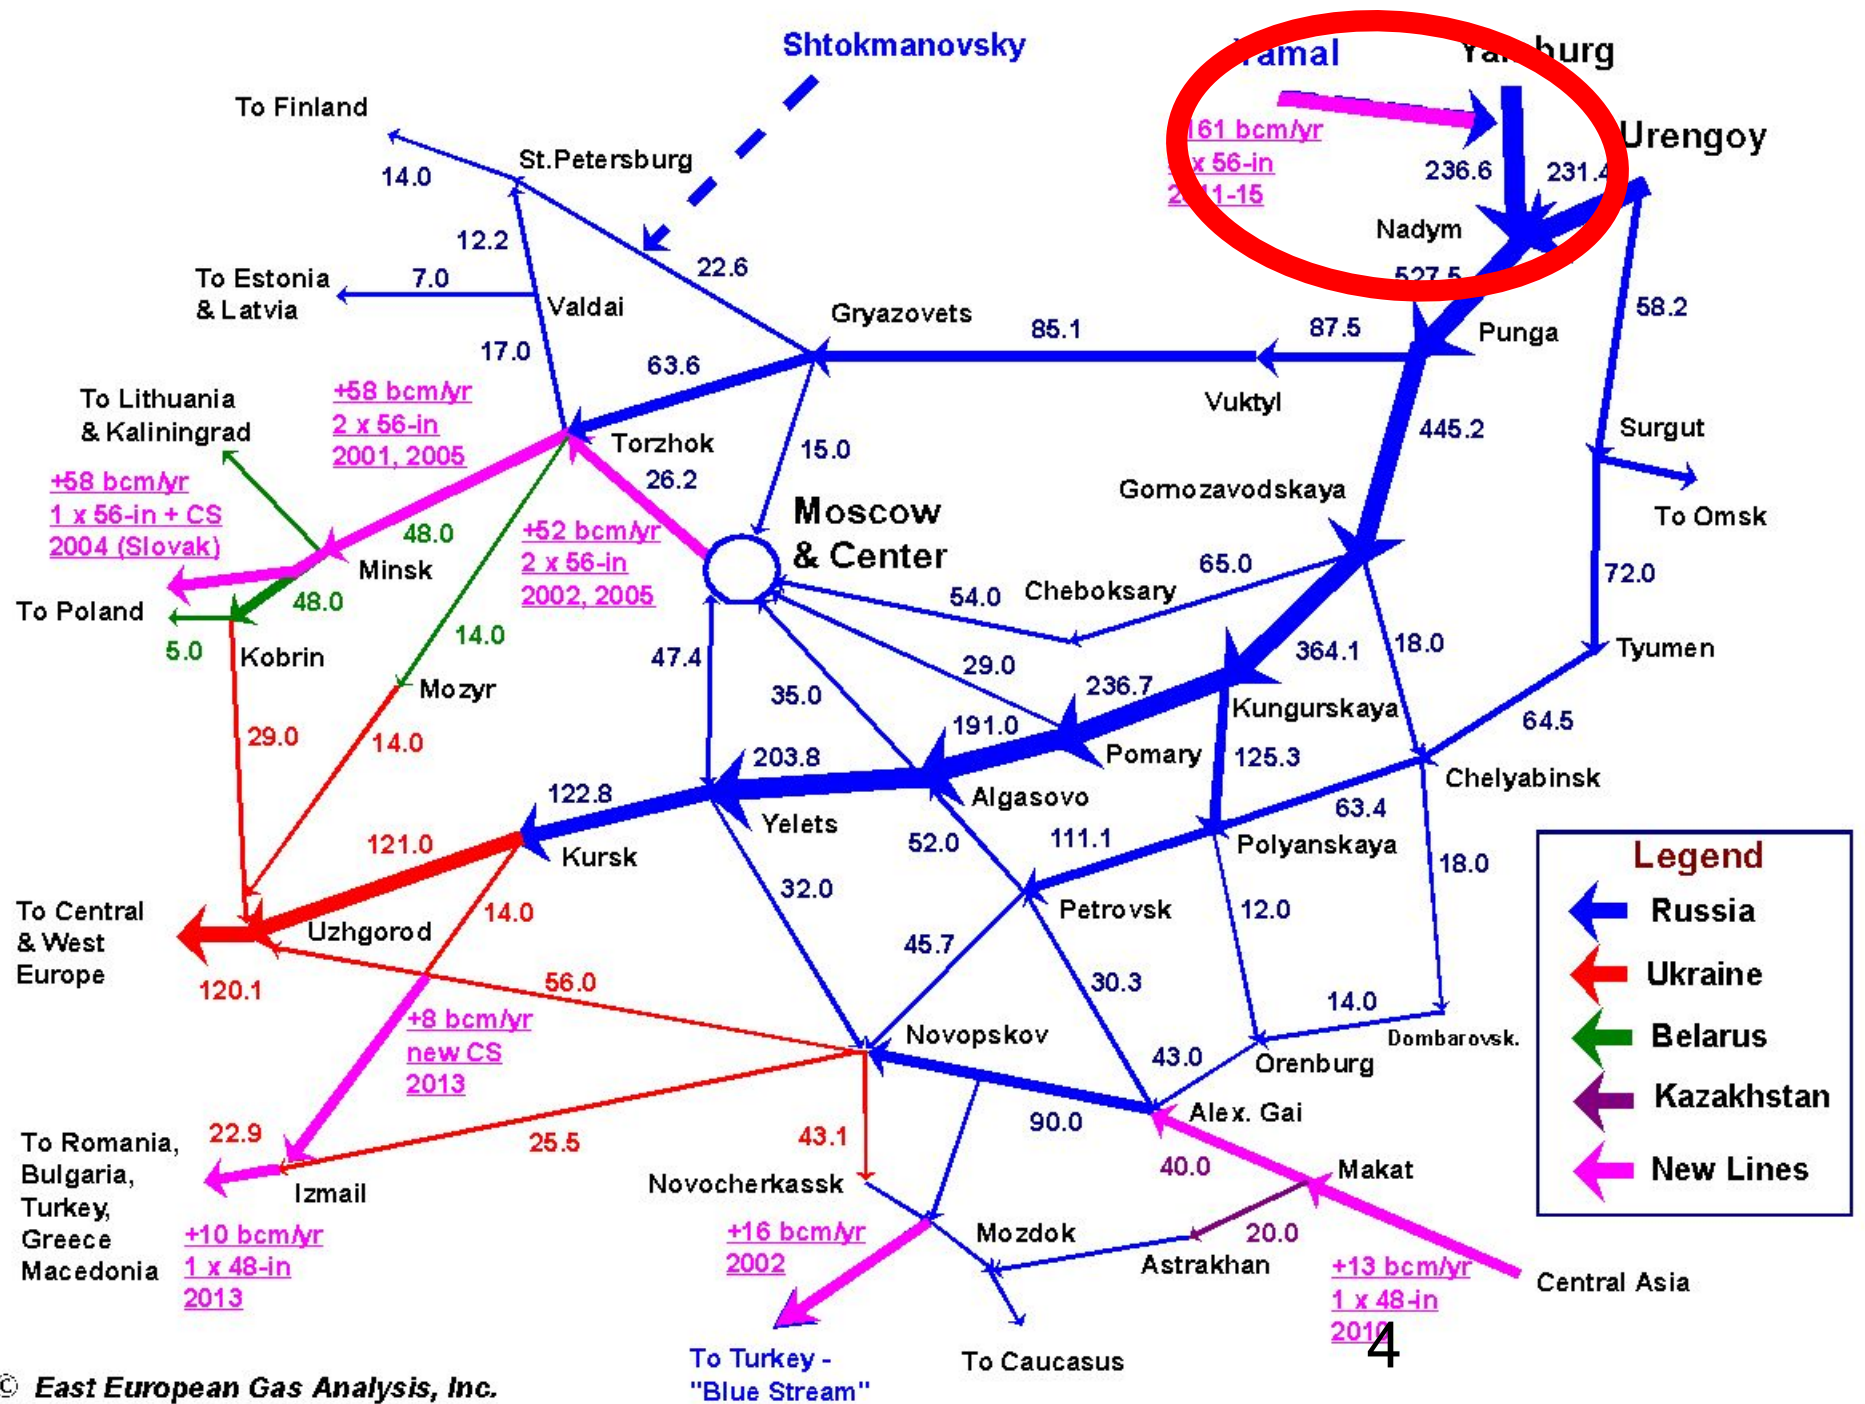 Shtokmanovsky
Yamal
Yamburg
Urengoy
To Finland
St.Petersburg
14.0
161 bcm/yr
x 56-in
236.6
231.4
Nadym
527.5
12.2
22.6
To Estonia
& Latvia
7.0
Valdai
17.0
Gryazovets
85.1
87.5
Punga
58.2
63.6
Vuktyl
445.2
To Lithuania
& Kaliningrad
+58 bcm/yr
2 x 56-in
2001, 2005
Torzhok
26.2
15.0
Surgut
To Omsk
+58 bcm/yr
1 x 56-in + CS
2004 (Slovak)
48.0
+52 bcm/yr
2 x 56-in
2002, 2005
Moscow
& Center
Gornozavodskaya
65.0
Cheboksary
54.0
72.0
Minsk
48.0
To Poland
5.0
Kobrin
14.0
Mozyr
47.4
35.0
29.0
364.1
18.0
Tyumen
236.7
Kungurskaya
64.5
29.0
14.0
191.0
Pomary
125.3
Chelyabinsk
203.8
122.8
Algasovo
63.4
Yelets
121.0
Kursk
52.0
111.1
Polyanskaya
18.0
32.0
Petrovsk
12.0
14.0
To Central
& West
Europe
Uzhgorod
120.1
56.0
45.7
30.3
14.0
Dombarovsk.
+8 bcm/yr
new CS
2013
Novopskov
43.0
Orenburg
90.0
Alex. Gai
To Romania,
Bulgaria,
Turkey,
Greece
Macedonia
22.9
25.5
43.1
40.0
Makat
Izmail
Novocherkassk
+10 bcm/yr
1 x 48-in
2013
+16 bcm/yr
2002
Mozdok
20.0
Astrakhan
+13 bcm/yr
1 x 48-in
2010
Central Asia
To Turkey -
"Blue Stream"
To Caucasus
4
Legend
Russia
Ukraine
Belarus
Kazakhstan
New Lines
© East European Gas Analysis, Inc.